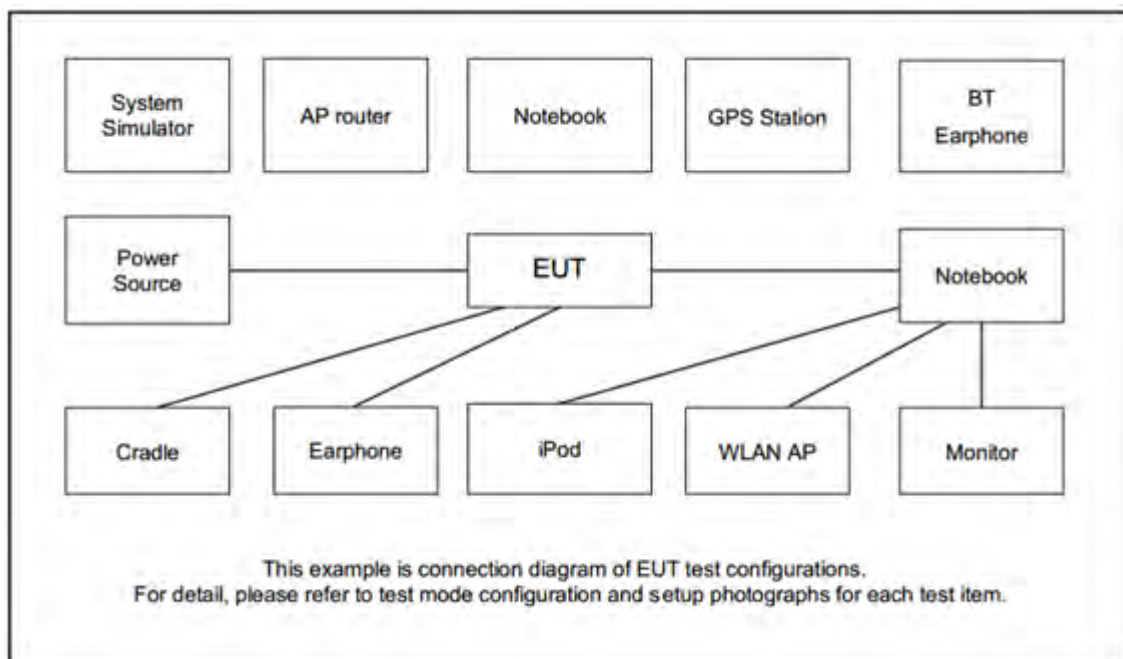 System
Simulator
AP router
Notebook
GPS Station
BT
Earphone
Power
Source
EUT
Notebook
Cradle
Earphone
iPod
WLAN AP
Monitor
This example is connection diagram of EUT test configurations.
For detail, please refer to test mode configuration and setup photographs for each test item.